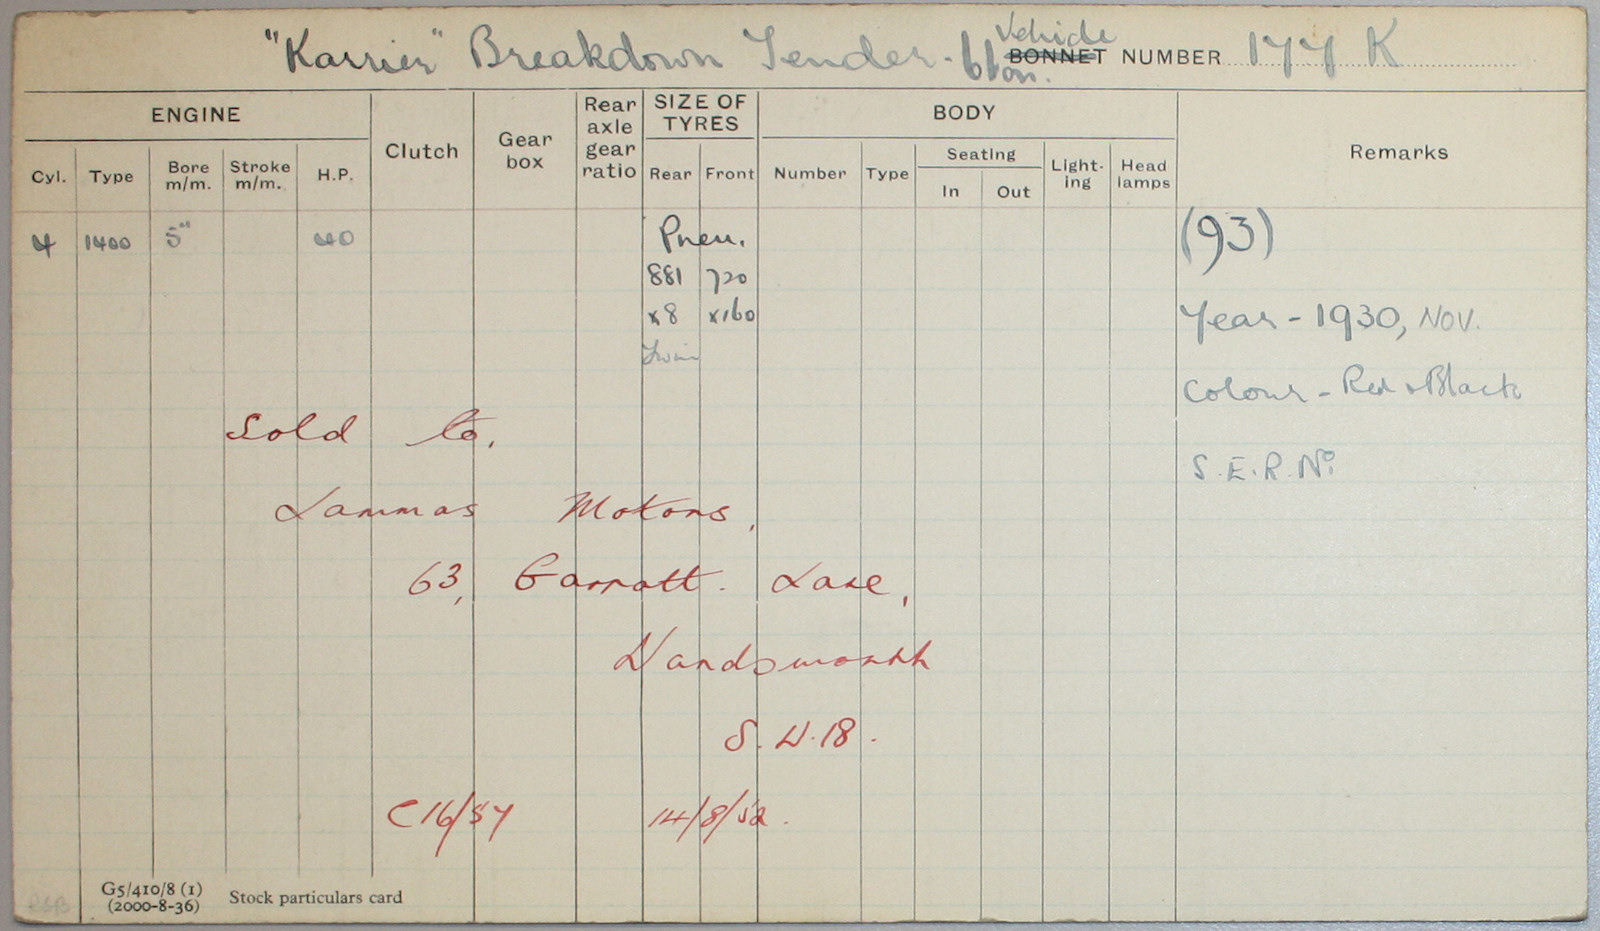 "Karrier" Breakdown Tender - 6 Ton. Vehicle BONNET NUMBER 177 K
ENGINE
Clutch
Gear box
Rear axle gear ratio
SIZE OF TYRES
BODY
Remarks
Cyl. Type Bore m/m. Stroke m/m. H.P.
Rear Front
Number Type Seating In Out Light-ing Head lamps
4 1400 5" 40 Pneu. (93)
881 720
x8 x160 Year - 1930, NOV.
Twin
Colour - Red & Black
Sold to,
S.E.R. No:
Lammas Motors,
63, Garratt. Lane,
Wandsworth
S.W.18.
C16/57 14/8/52.
G5/410/8 (1)
(2000-8-36) Stock particulars card